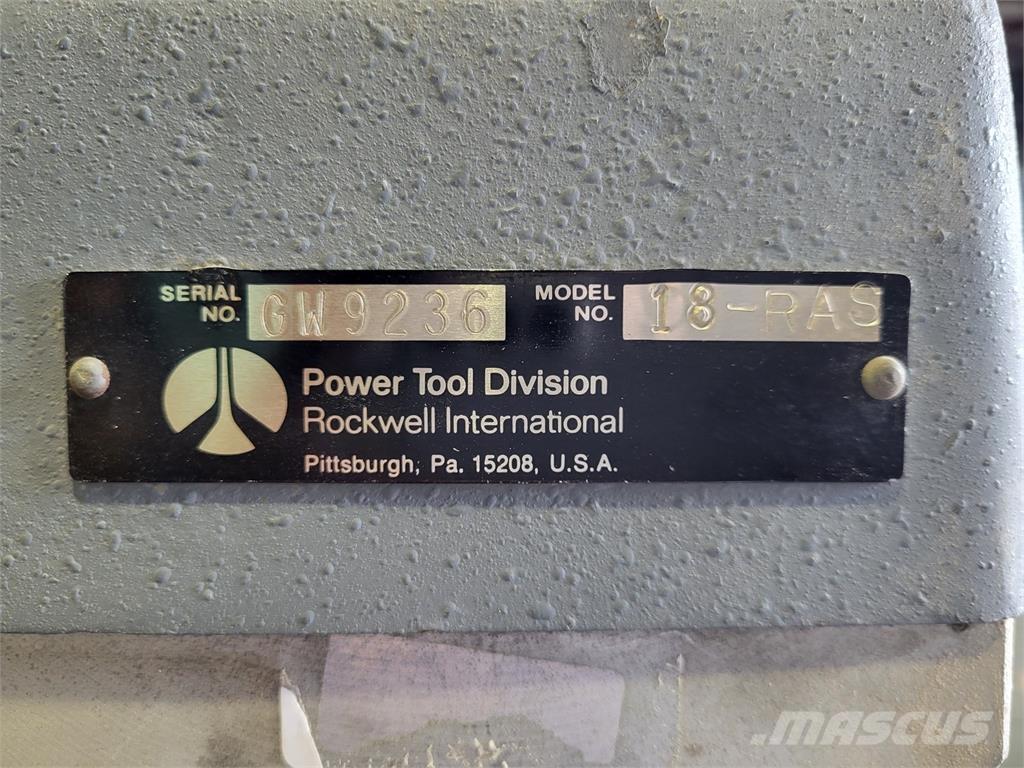 SERIAL NO. GW9236 MODEL NO. 18-RAS
Power Tool Division
Rockwell International
Pittsburgh, Pa. 15208, U.S.A.
MASCUS